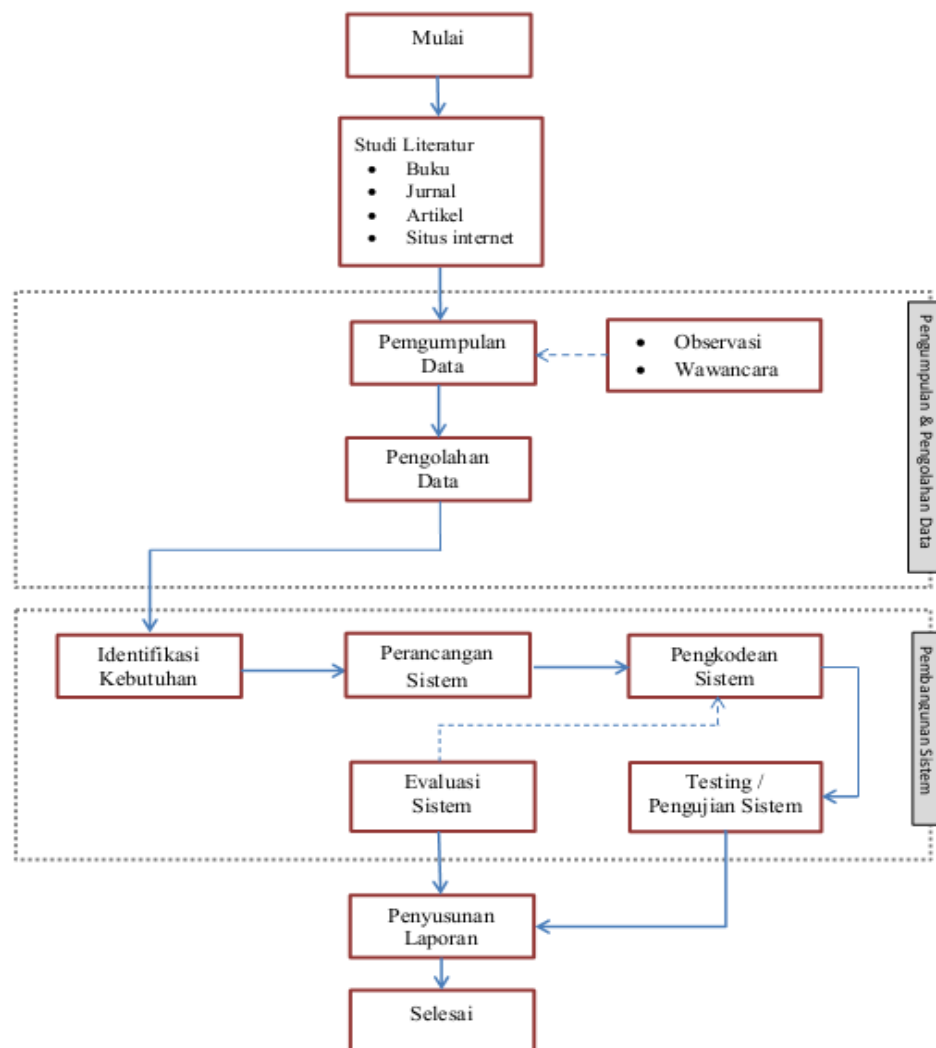 Mulai
Studi Literatur
• Buku
• Jurnal
• Artikel
• Situs internet
Pemgumpulan
Data
• Observasi
• Wawancara
Pengolahan
Data
Pengumpulan & Pengolahan Data
Identifikasi
Kebutuhan
Perancangan
Sistem
Pengkodean
Sistem
Evaluasi
Sistem
Testing /
Pengujian Sistem
Pembangunan Sistem
Penyusunan
Laporan
Selesai